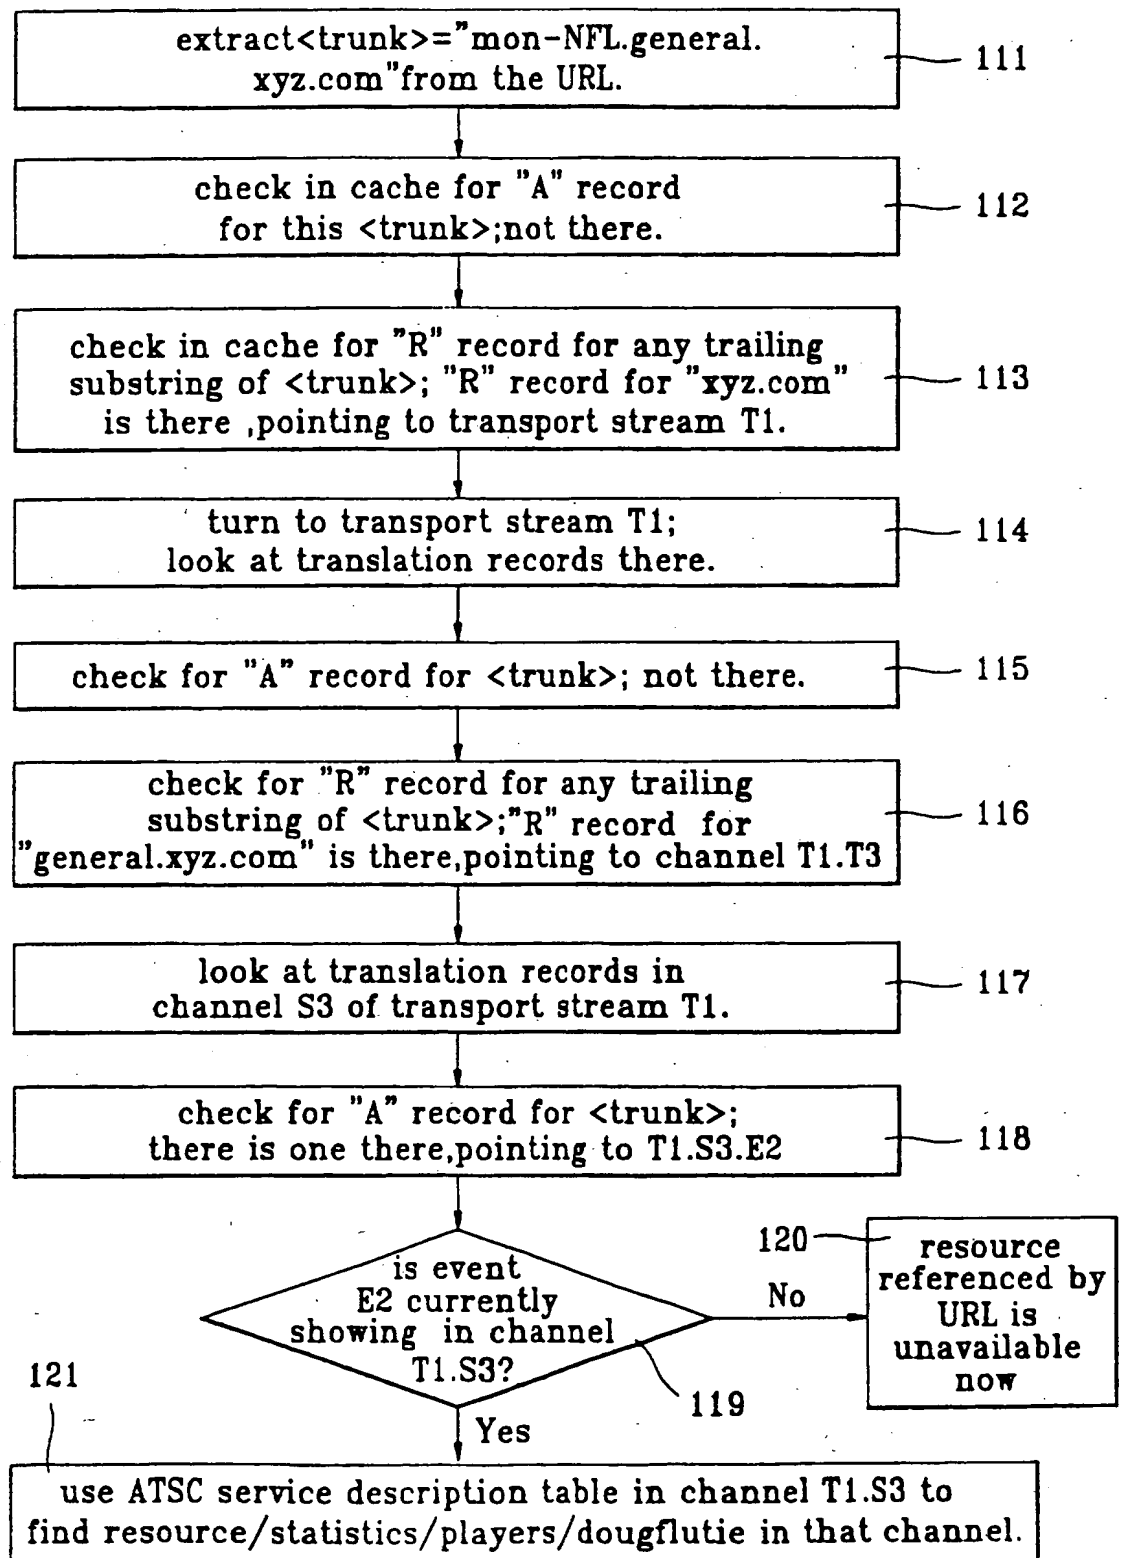 extract<trunk>="mon-NFL.general.
xyz.com"from the URL.
111
check in cache for "A" record
for this <trunk>;not there.
112
check in cache for "R" record for any trailing
substring of <trunk>; "R" record for "xyz.com"
is there ,pointing to transport stream T1.
113
turn to transport stream T1;
look at translation records there.
114
check for "A" record for <trunk>; not there.
115
check for "R" record for any trailing
substring of <trunk>;"R" record for
"general.xyz.com" is there,pointing to channel T1.T3
116
look at translation records in
channel S3 of transport stream T1.
117
check for "A" record for <trunk>;
there is one there,pointing to T1.S3.E2
118
is event
E2 currently
showing in channel
T1.S3?
119
No
120
resource
referenced by
URL is
unavailable
now
Yes
121
use ATSC service description table in channel T1.S3 to
find resource/statistics/players/dougflutie in that channel.